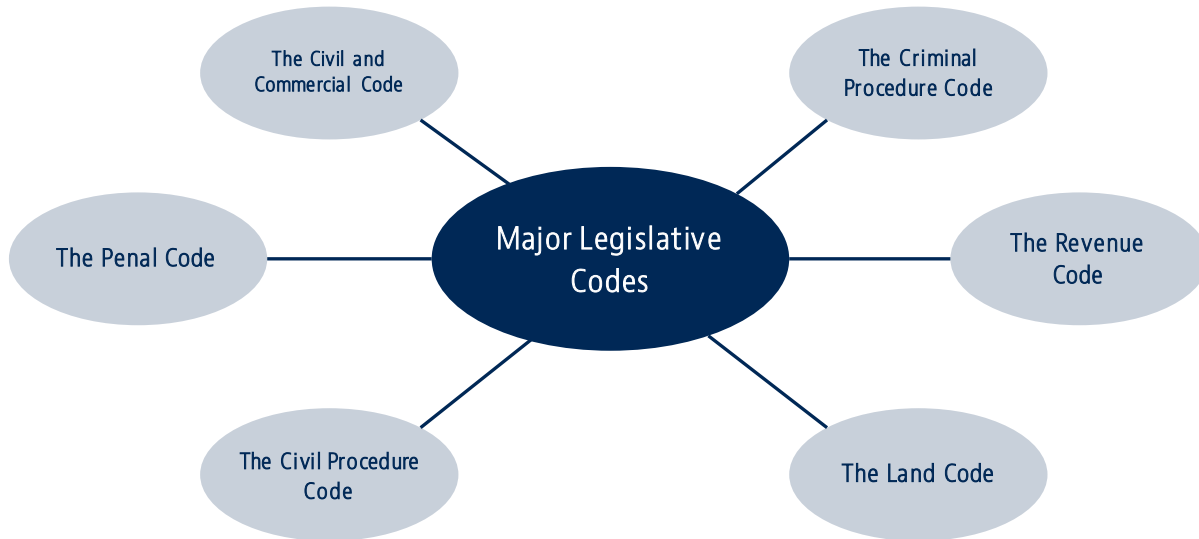 The Civil and
Commercial Code
The Criminal
Procedure Code
Major Legislative
Codes
The Penal Code
The Revenue
Code
The Civil Procedure
Code
The Land Code